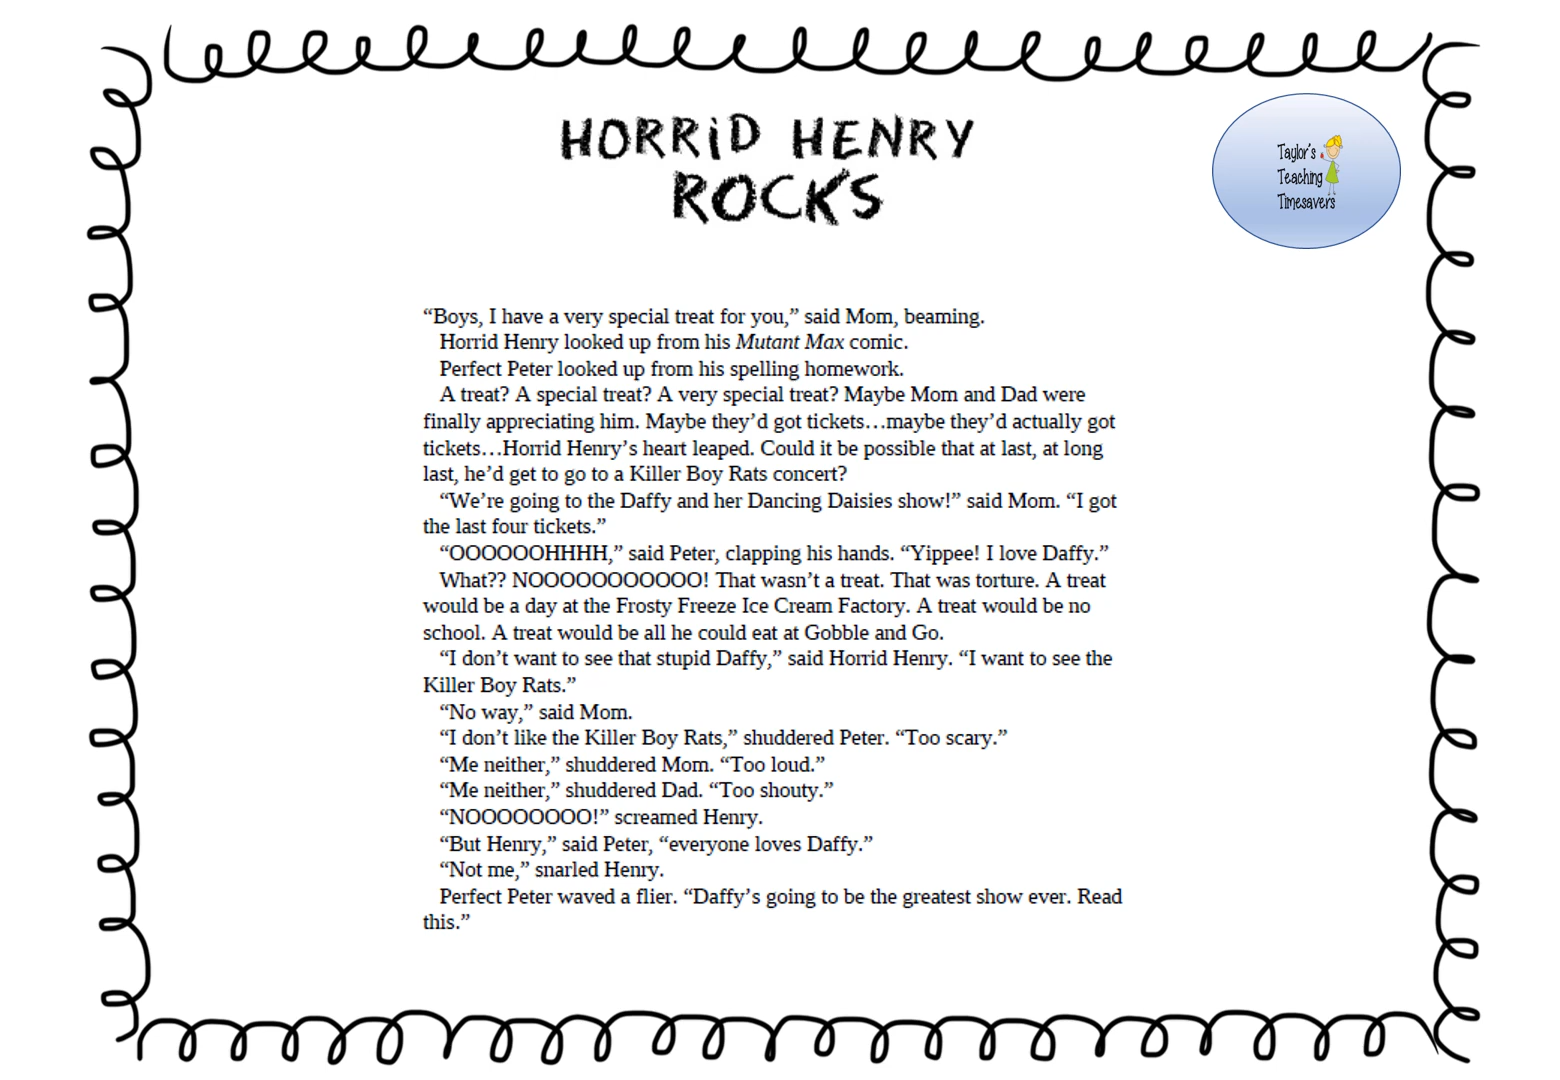 HORRiD HENRY
ROCKS
Taylor's
Teaching
Timesavers
“Boys, I have a very special treat for you,” said Mom, beaming.
Horrid Henry looked up from his Mutant Max comic.
Perfect Peter looked up from his spelling homework.
A treat? A special treat? A very special treat? Maybe Mom and Dad were
finally appreciating him. Maybe they’d got tickets…maybe they’d actually got
tickets…Horrid Henry’s heart leaped. Could it be possible that at last, at long
last, he’d get to go to a Killer Boy Rats concert?
“We’re going to the Daffy and her Dancing Daisies show!” said Mom. “I got
the last four tickets.”
“OOOOOOHHHH,” said Peter, clapping his hands. “Yippee! I love Daffy.”
What?? NOOOOOOOOOOO! That wasn’t a treat. That was torture. A treat
would be a day at the Frosty Freeze Ice Cream Factory. A treat would be no
school. A treat would be all he could eat at Gobble and Go.
“I don’t want to see that stupid Daffy,” said Horrid Henry. “I want to see the
Killer Boy Rats.”
“No way,” said Mom.
“I don’t like the Killer Boy Rats,” shuddered Peter. “Too scary.”
“Me neither,” shuddered Mom. “Too loud.”
“Me neither,” shuddered Dad. “Too shouty.”
“NOOOOOOOO!” screamed Henry.
“But Henry,” said Peter, “everyone loves Daffy.”
“Not me,” snarled Henry.
Perfect Peter waved a flier. “Daffy’s going to be the greatest show ever. Read
this.”